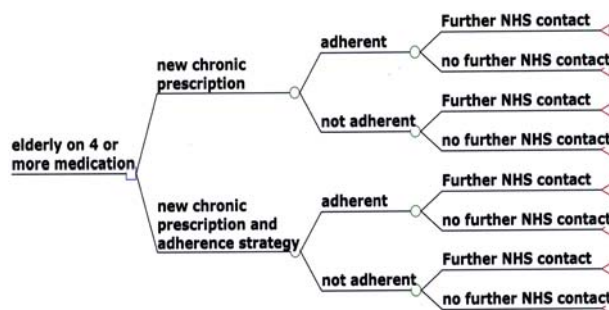 elderly on 4 or
more medication
new chronic
prescription
adherent
Further NHS contact
no further NHS contact
not adherent
Further NHS contact
no further NHS contact
new chronic
prescription and
adherence strategy
adherent
Further NHS contact
no further NHS contact
not adherent
Further NHS contact
no further NHS contact